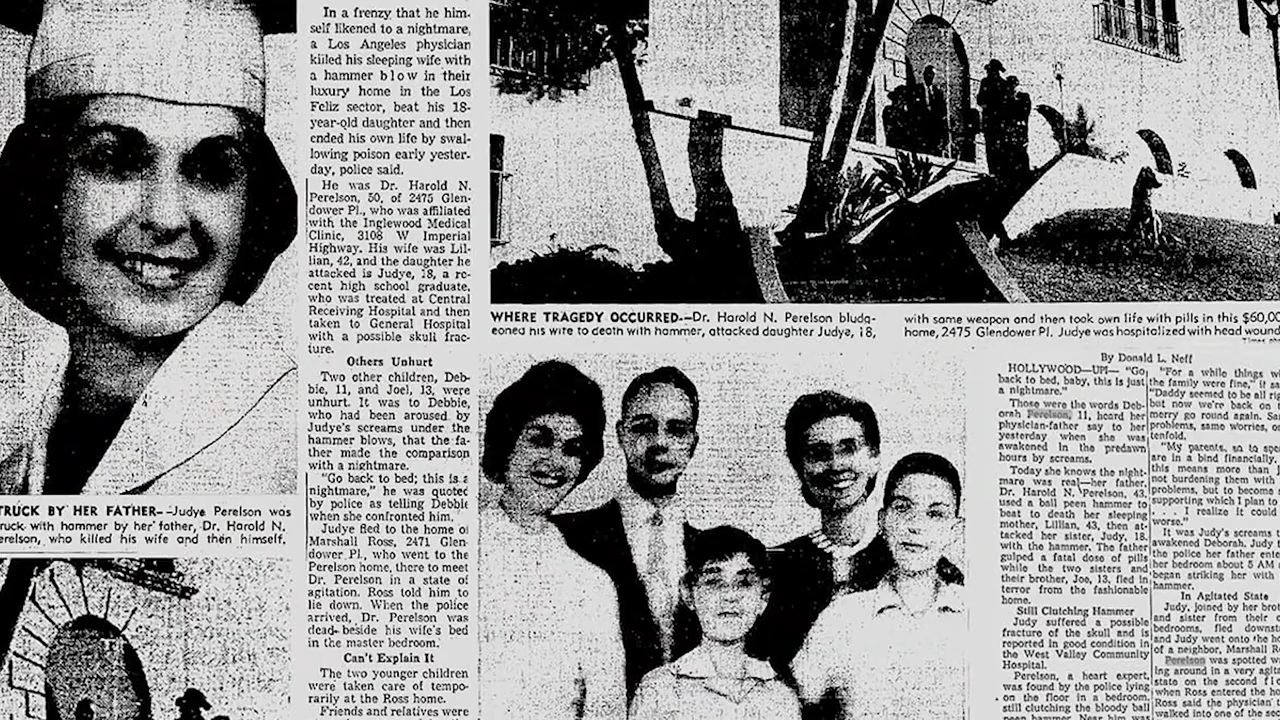 In a frenzy that he him-
self likened to a nightmare,
a Los Angeles physician
killed his sleeping wife with
a hammer blow in their
luxury home in the Los
Feliz sector, beat his 18-
year-old daughter and then
ended his own life by swal-
lowing poison early yester-
day, police said.
He was Dr. Harold N.
Perelson, 50, of 2475 Glen-
dower Pl., who was affiliated
with the Inglewood Medical
Clinic, 3108 W Imperial
Highway. His wife was Lil-
lian, 42, and the daughter he
attacked is Judye, 18, a re-
cent high school graduate,
who was treated at Central
Receiving Hospital and then
taken to General Hospital
with a possible skull frac-
ture.
Others Unhurt
Two other children, Deb-
bie, 11, and Joel, 13, were
unhurt. It was to Debbie,
who had been aroused by
Judye's screams under the
hammer blows, that the fa-
ther made the comparison
with a nightmare.
"Go back to bed; this is a
nightmare," he was quoted
by police as telling Debbie
when she confronted him.
Judye fled to the home of
Marshall Ross, 2471 Glen-
dower Pl., who went to the
Perelson home, there to meet
Dr. Perelson in a state of
agitation. Ross told him to
lie down. When the police
arrived, Dr. Perelson was
dead beside his wife's bed
in the master bedroom.
Can't Explain It
The two younger children
were taken care of tempo-
rarily at the Ross home.
Friends and relatives were
TRUCK BY HER FATHER--Judye Perelson was
ruck with hammer by her father, Dr. Harold N.
erelson, who killed his wife and then himself.
WHERE TRAGEDY OCCURRED--Dr. Harold N. Perelson bludg-
eoned his wife to death with hammer, attacked daughter Judye, 18,
with same weapon and then took own life with pills in this $60,00
home, 2475 Glendower Pl. Judye was hospitalized with head wound
Times pho
By Donald L. Neff
HOLLYWOOD—UPI— "Go
back to bed, baby, this is just
a nightmare."
Those were the words Deb-
orah Perelson, 11, heard her
physician-father say to her
yesterday when she was
awakened in the predawn
hours by screams.
Today she knows the night-
mare was real—her father,
Dr. Harold N. Perelson, 43,
used a ball peen hammer to
beat to death sleeping
mother, Lillian, 43, then at-
tacked her sister, Judy, 18,
with the hammer. The father
gulped a fatal dose of pills
while the two sisters and
their brother, Joo, 13, fled in
terror from the fashionable
home.
Still Clutching Hammer
Judy suffered a possible
fracture of the skull and is
reported in good condition in
the West Valley Community
Hospital.
Perelson, a heart expert,
was found by the police lying
on the floor in a bedroom,
still clutching the bloody ball
peen hammer. Near him was
"For a while things w
the family were fine," it sa
"Daddy seemed to be all ri
but now we're back on
merry go round again. Sam
problems, same worries, on
tenfold.
"My parents, so to spea
are in a bind financially,
this means more than
not burdening them with
problems, but to become
supporting which I plan to
. . . I realize it could
worse."
It was Judy's screams t
awakened Deborah. Judy t
the police her father ente
her bedroom about 5 AM a
began striking her with
hammer.
In Agitated State
Judy, joined by her brot
and sister from their o
bedrooms, fled downst
and Judy went onto the h
of a neighbor, Marshall Ro
Perelson was spotted w
ing around in a very agita
state on the second flo
when Ross entered the ho
Ross said the physician'
walked into one of the sec